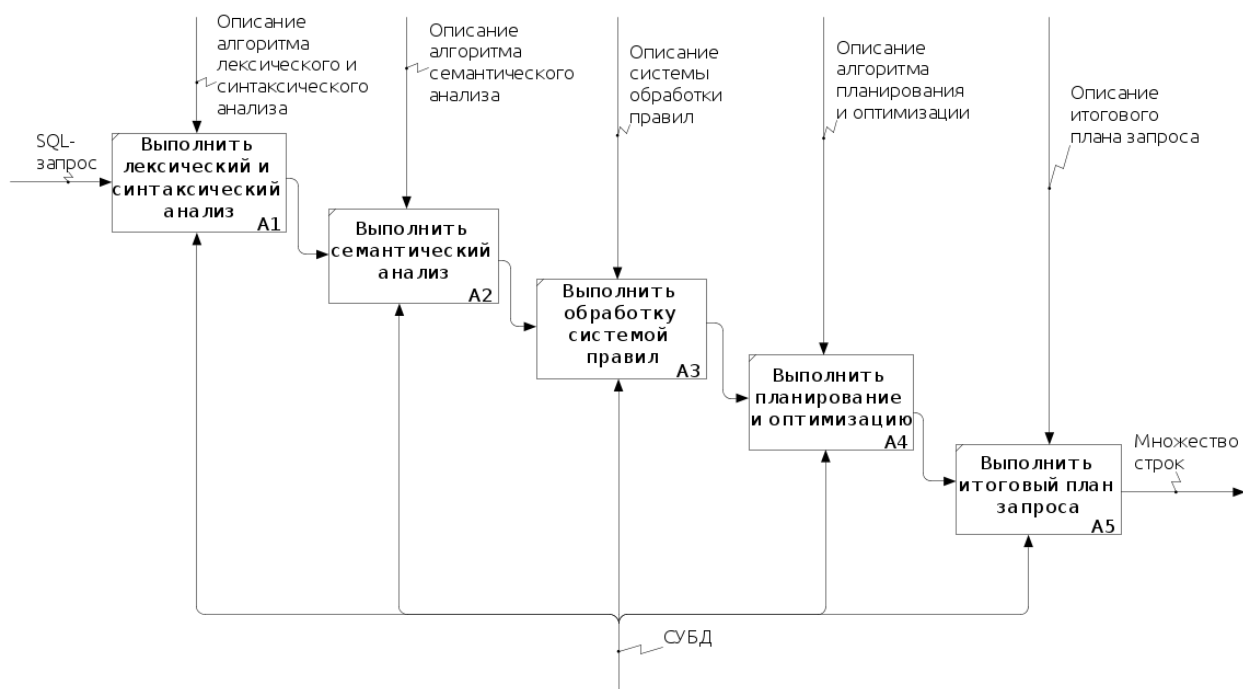 Описание
алгоритма
лексического и
синтаксического
анализа
Описание
алгоритма
семантического
анализа
Описание
системы
обработки
правил
Описание
алгоритма
планирования
и оптимизации
Описание
итогового
плана запроса
SQL-
запрос
Выполнить
лексический и
синтаксический
анализ
A1
Выполнить
семантический
анализ
A2
Выполнить
обработку
системой
правил
A3
Выполнить
планирование
и оптимизацию
A4
Выполнить
итоговый план
запроса
A5
Множество
строк
СУБД